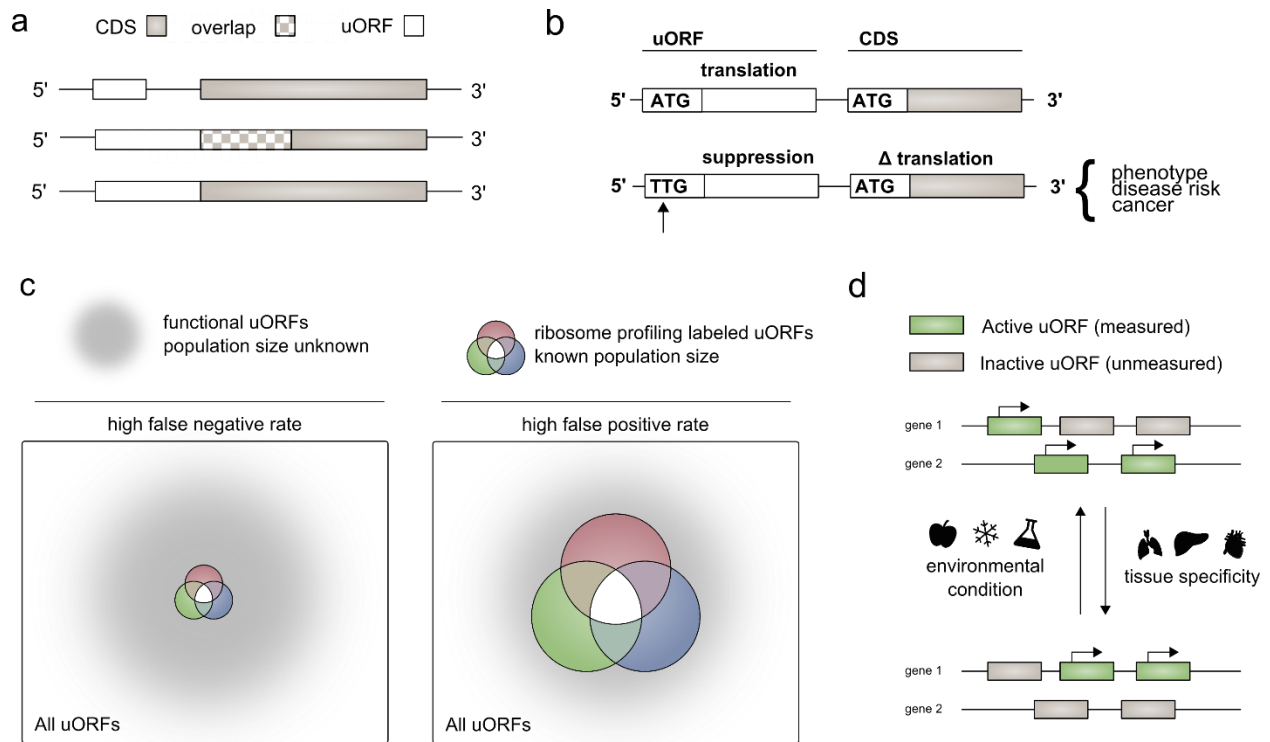 a
CDS overlap uORF
5' 3'
5' 3'
5' 3'
b
uORF CDS
translation
5' ATG ATG 3'
suppression Δ translation
5' TTG ATG 3'
phenotype
disease risk
cancer
c
functional uORFs
population size unknown
ribosome profiling labeled uORFs
known population size
high false negative rate
high false positive rate
All uORFs
All uORFs
d
Active uORF (measured)
Inactive uORF (unmeasured)
gene 1
gene 2
environmental
condition
tissue specificity
gene 1
gene 2